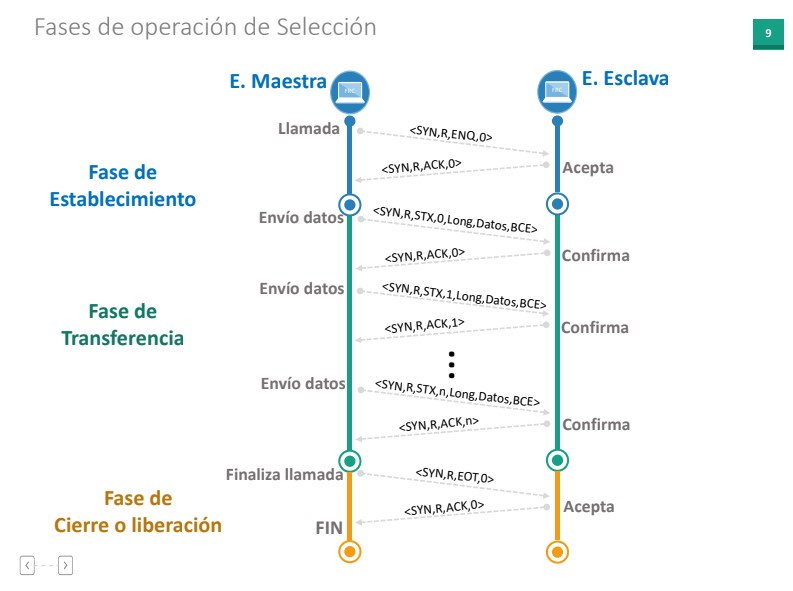 Fases de operación de Selección
9
E. Maestra
E. Esclava
Llamada
<SYN,R,ENQ,0>
<SYN,R,ACK,0>
Acepta
Fase de
Establecimiento
Envío datos
<SYN,R,STX,0,Long,Datos,BCE>
<SYN,R,ACK,0>
Confirma
Envío datos
<SYN,R,STX,1,Long,Datos,BCE>
Fase de
Transferencia
<SYN,R,ACK,1>
Confirma
Envío datos
<SYN,R,STX,n,Long,Datos,BCE>
<SYN,R,ACK,n>
Confirma
Finaliza llamada
<SYN,R,EOT,0>
<SYN,R,ACK,0>
Acepta
Fase de
Cierre o liberación
FIN